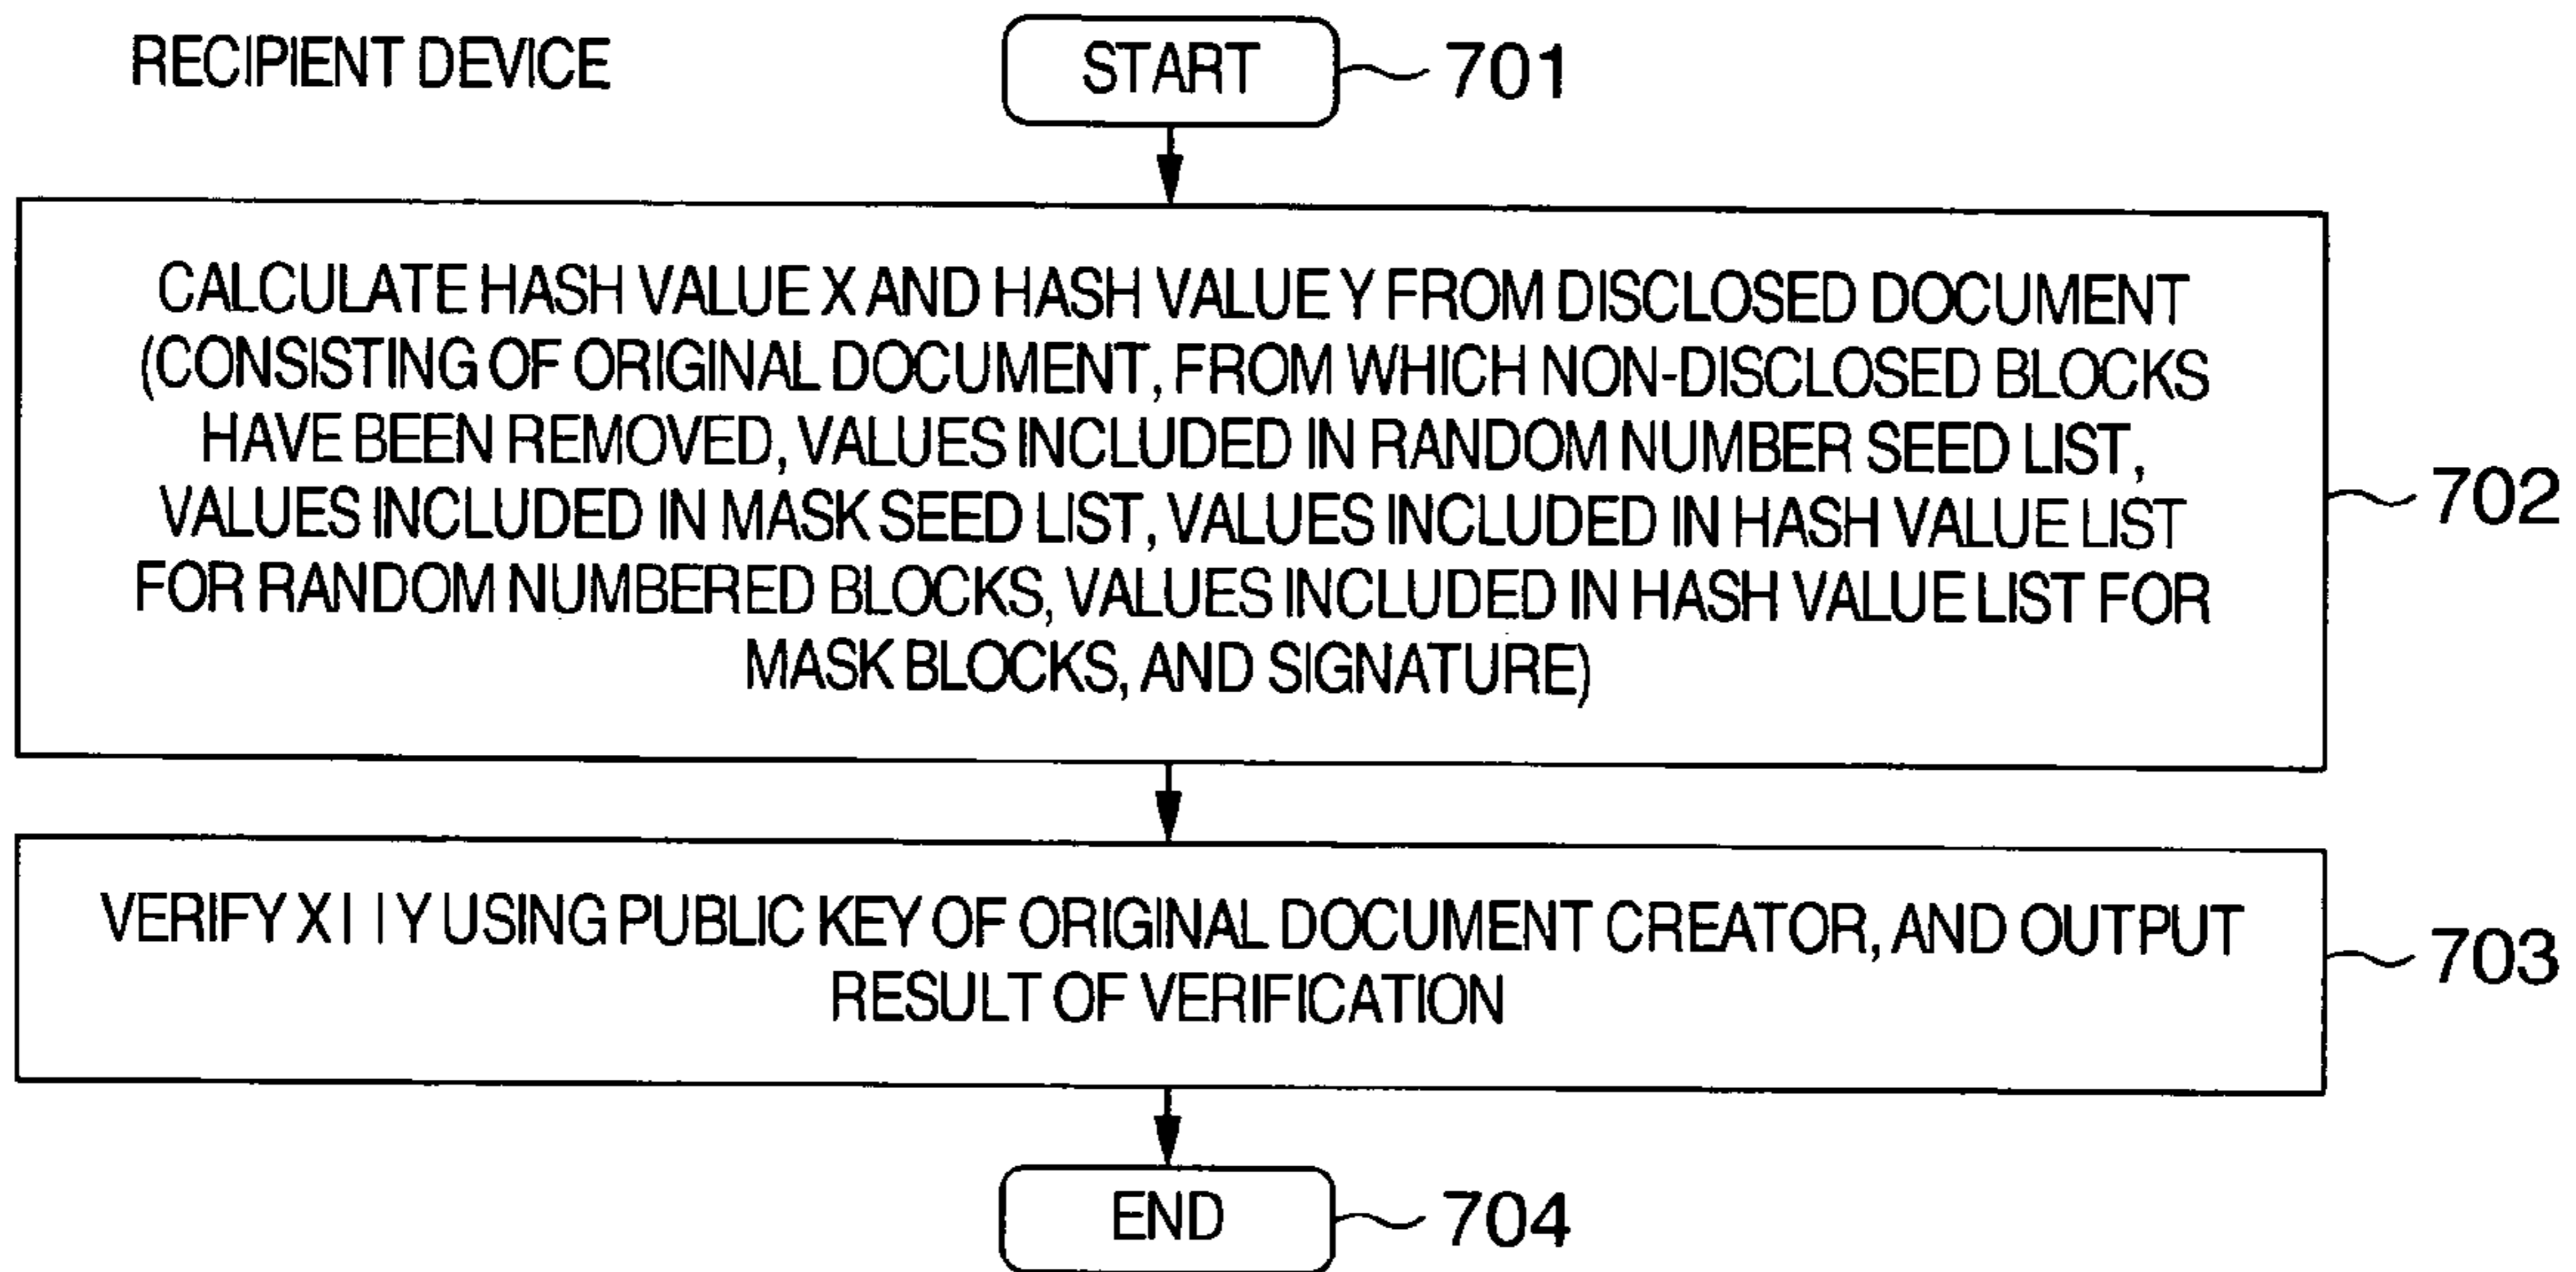 RECIPIENT DEVICE
START
701
CALCULATE HASH VALUE X AND HASH VALUE Y FROM DISCLOSED DOCUMENT
(CONSISTING OF ORIGINAL DOCUMENT, FROM WHICH NON-DISCLOSED BLOCKS
HAVE BEEN REMOVED, VALUES INCLUDED IN RANDOM NUMBER SEED LIST,
VALUES INCLUDED IN MASK SEED LIST, VALUES INCLUDED IN HASH VALUE LIST
FOR RANDOM NUMBERED BLOCKS, VALUES INCLUDED IN HASH VALUE LIST FOR
MASK BLOCKS, AND SIGNATURE)
702
VERIFY X | | Y USING PUBLIC KEY OF ORIGINAL DOCUMENT CREATOR, AND OUTPUT
RESULT OF VERIFICATION
703
END
704